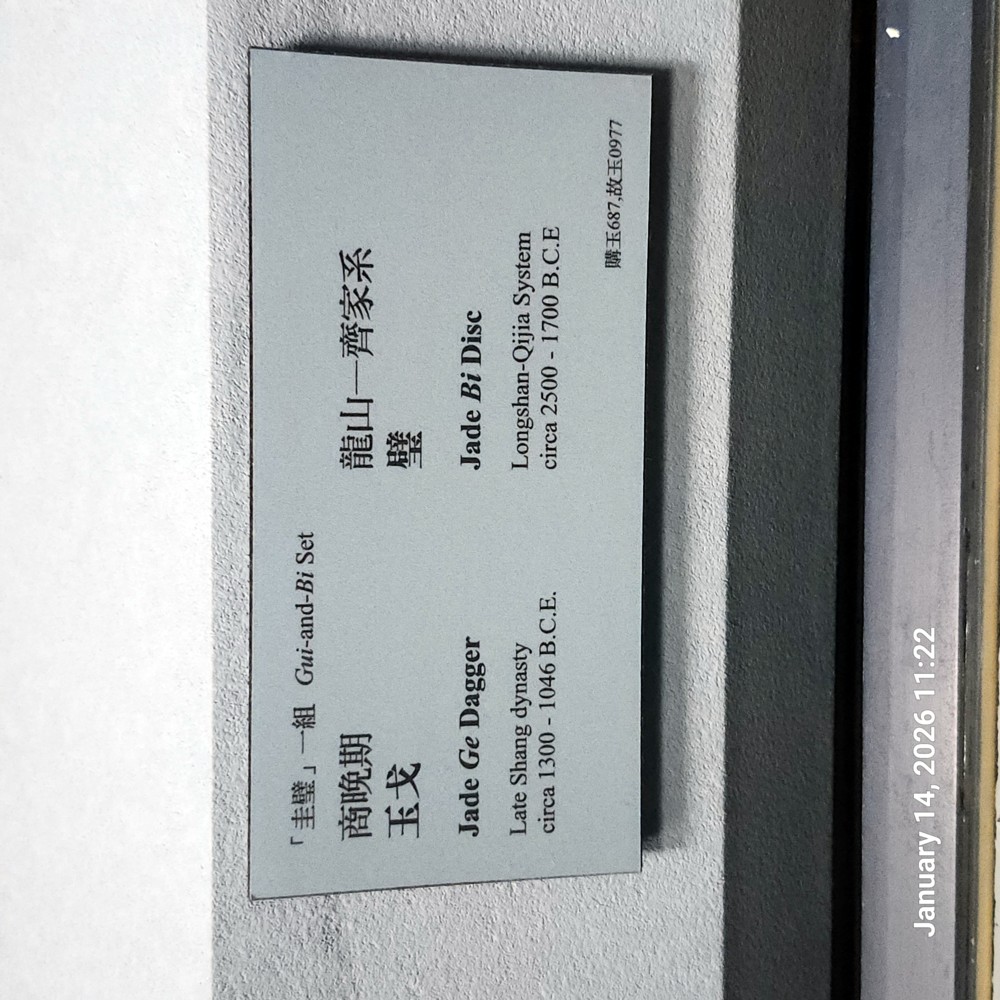 「圭璧」一組 Gui-and-Bi Set
商晚期
玉戈
Jade Ge Dagger
Late Shang dynasty
circa 1300 - 1046 B.C.E.
龍山—齊家系
璧
Jade Bi Disc
Longshan-Qijia System
circa 2500 - 1700 B.C.E
購玉687,故玉0977
January 14, 2026 11:22